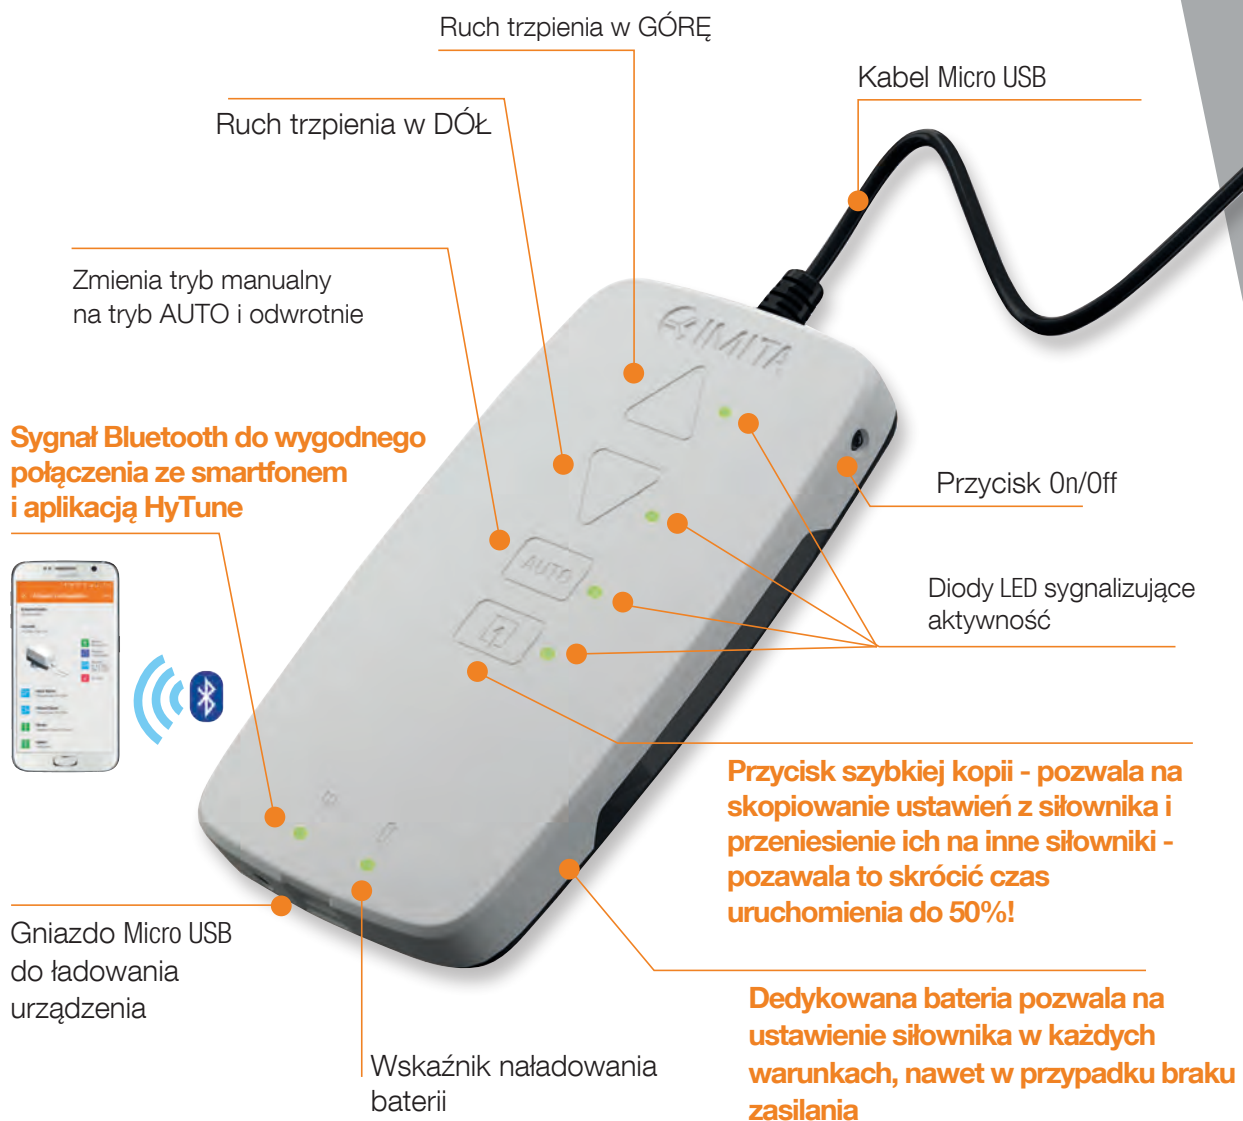 Ruch trzpienia w GÓRĘ
Kabel Micro USB
Ruch trzpienia w DÓŁ
Zmienia tryb manualny
na tryb AUTO i odwrotnie
IMITA
Sygnał Bluetooth do wygodnego
połączenia ze smartfonem
i aplikacją HyTune
Przycisk On/Off
AUTO
Diody LED sygnalizujące
aktywność
Przycisk szybkiej kopii - pozwala na
skopiowanie ustawień z siłownika i
przeniesienie ich na inne siłowniki -
pozawala to skrócić czas
uruchomienia do 50%!
Gniazdo Micro USB
do ładowania
urządzenia
Dedykowana bateria pozwala na
ustawienie siłownika w każdych
warunkach, nawet w przypadku braku
zasilania
Wskaźnik naładowania
baterii